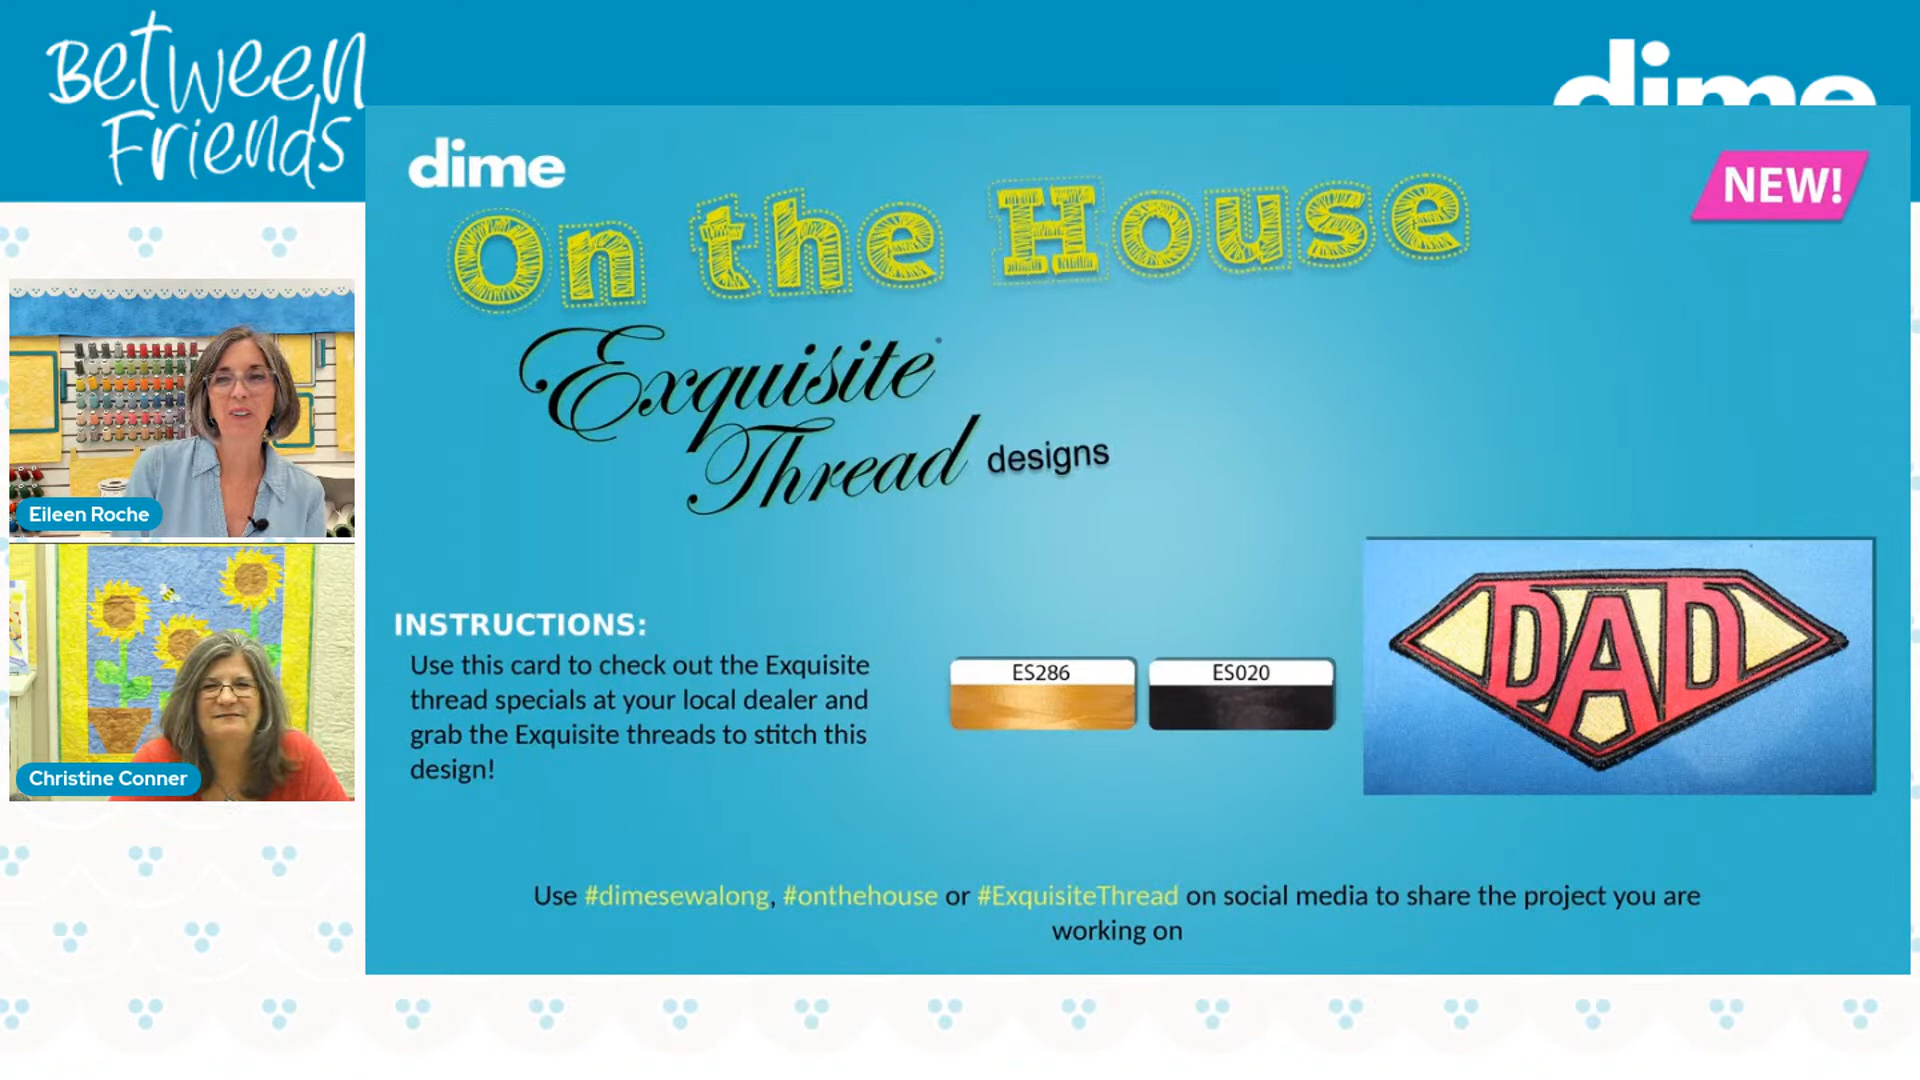 Between
Friends
dime
dime
On the House
NEW!
Exquisite
Thread designs
Eileen Roche
Christine Conner
INSTRUCTIONS:
Use this card to check out the Exquisite
thread specials at your local dealer and
grab the Exquisite threads to stitch this
design!
ES286
ES020
DAD
Use #dimesewalong, #onthehouse or #ExquisiteThread on social media to share the project you are
working on